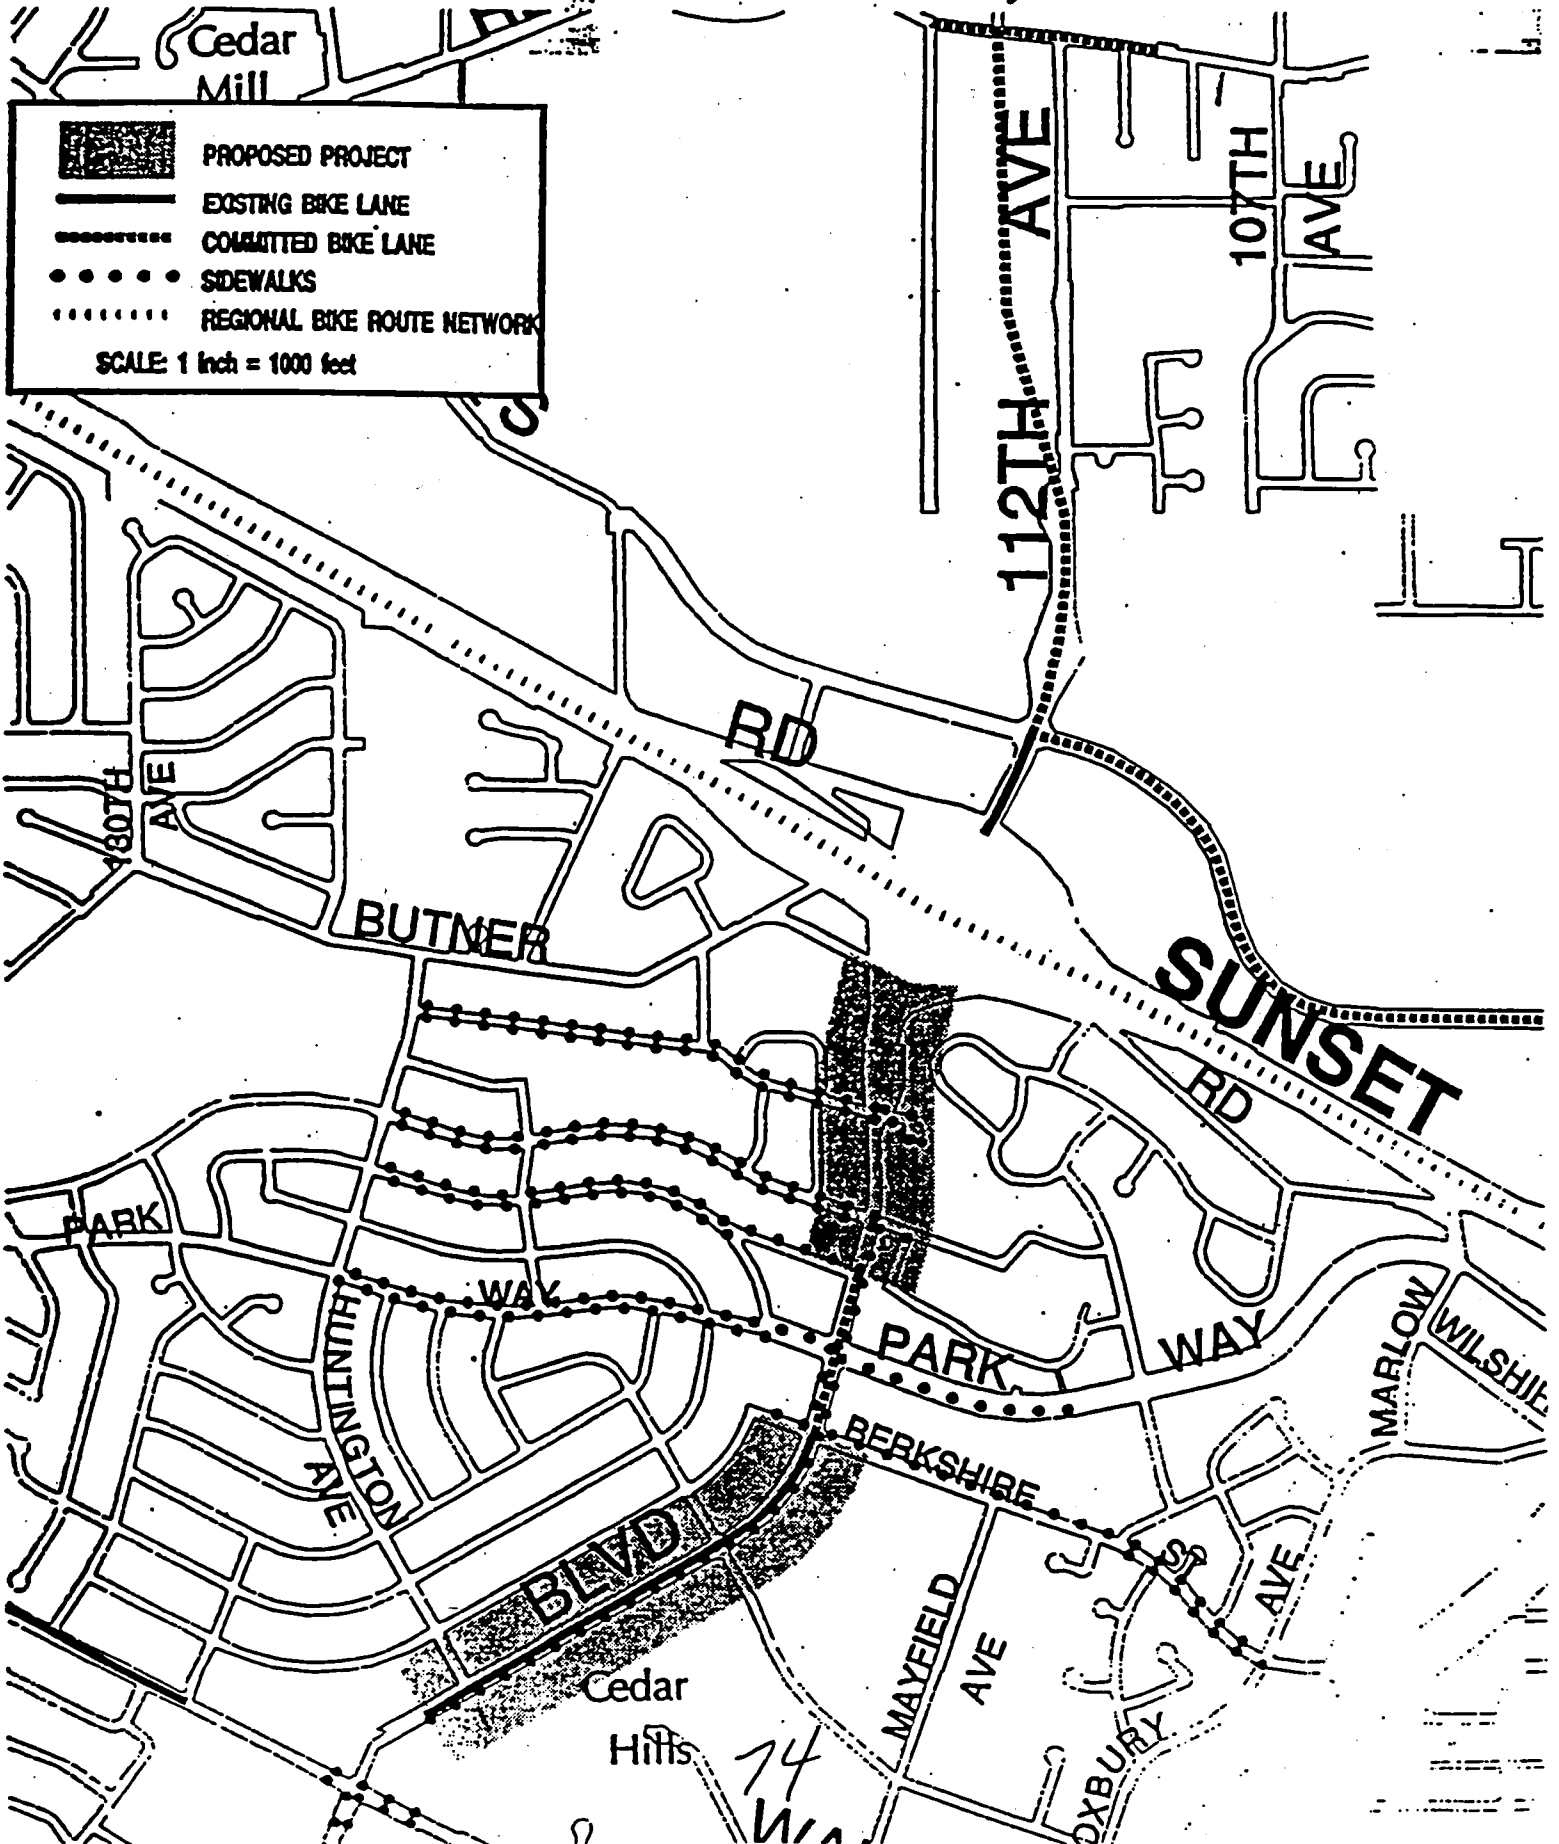 Cedar
Mill
PROPOSED PROJECT
EXISTING BIKE LANE
COMMITTED BIKE LANE
SIDEWALKS
REGIONAL BIKE ROUTE NETWORK
SCALE: 1 inch = 1000 feet
112TH AVE
107TH
AVE
RD
130TH
AVE
BUTNER
SUNSET
RD
PARK
WAY
HUNTINGTON
AVE
PARK
WAY
MARLOW
BERKSHIRE
ST
AVE
BLVD
MAYFIELD
AVE
Cedar
Hills
74